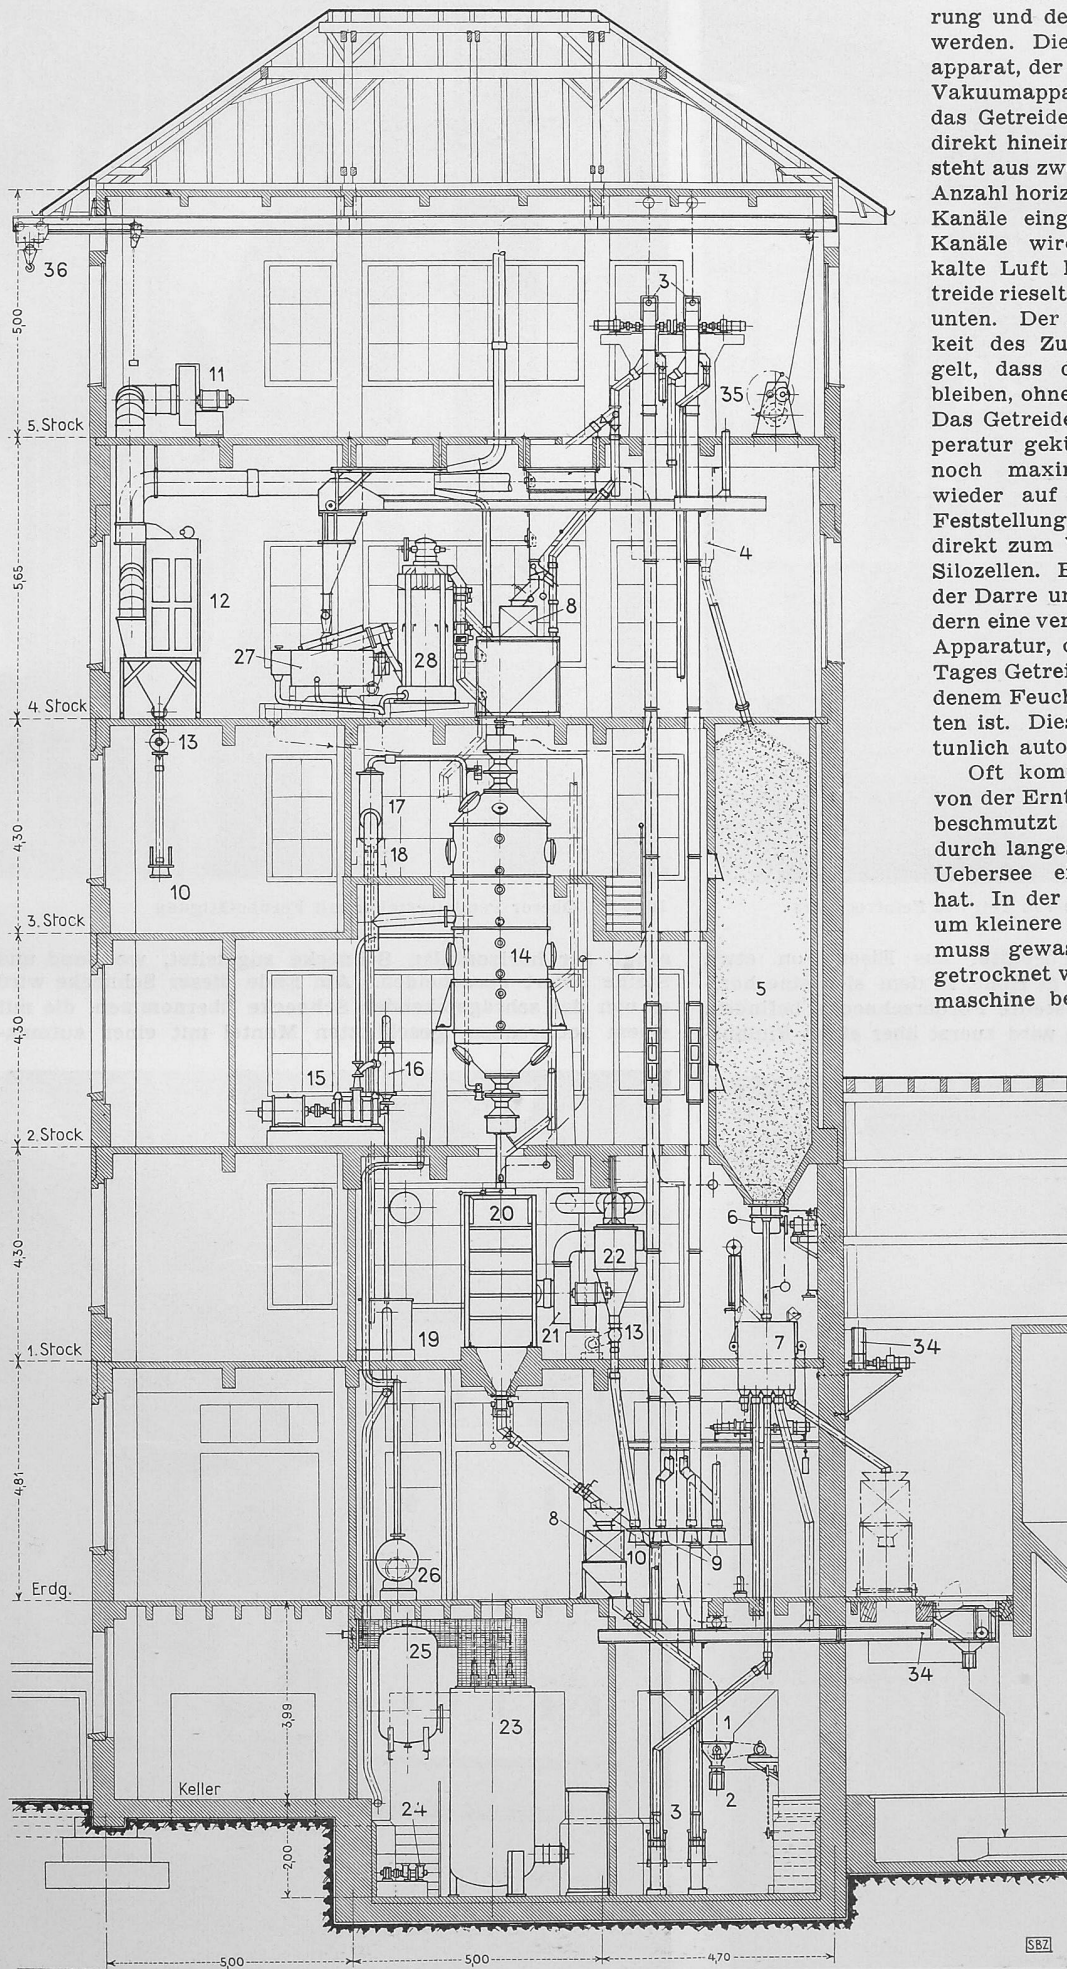 rung und de
werden. Die
apparat, der
Vakuumappa
das Getreide
direkt hinein
steht aus zw
Anzahl horiz
Kanäle eing
Kanäle wir
kalte Luft
treide rieselt
unten. Der
keit des Zu
gelt, dass
bleiben, ohne
Das Getreide
peratur gekü
noch maxin
wieder auf
Feststellung
direkt zum
Silozellen.
der Darre un
dern eine ver
Apparatur,
Tages Getrei
denem Feuch
ten ist. Dies
tunlich auto
Oft kom
von der Ernt
beschmutzt
durch lange
Uebersee
hat. In der
um kleinere
muss gewas
getrocknet
maschine be
36
3
5,00
11
35
5. Stock
4
5,65
12
8
27
28
4. Stock
13
17
4,30
18
10
3. Stock
14
5
4,30
15
16
2. Stock
20
6
22
4,30
19
21
13
7
34
1. Stock
4,81
8
10
9
26
Erdg.
25
34
3,99
23
1
Keller
2
24
3
2,00
5,00
5,00
4,70
SBZ